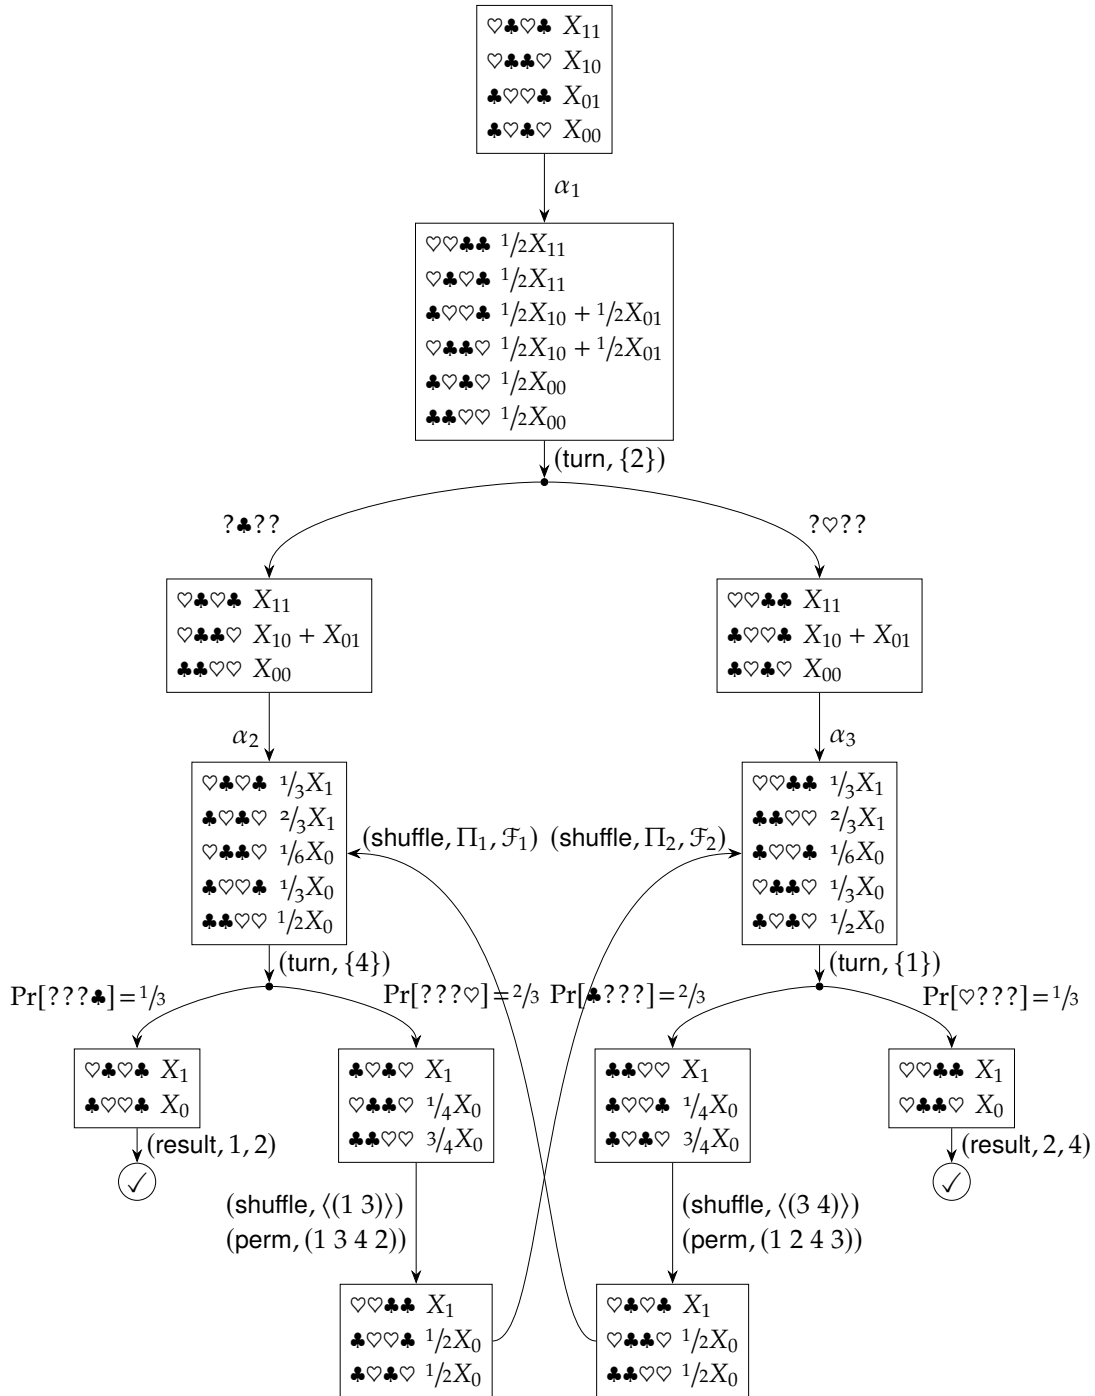 ♡♣♡♣ X₁₁
♡♣♣♡ X₁₀
♣♡♡♣ X₀₁
♣♡♣♡ X₀₀
α₁
♡♡♣♣ 1/2X₁₁
♡♣♡♣ 1/2X₁₁
♣♡♡♣ 1/2X₁₀ + 1/2X₀₁
♡♣♣♡ 1/2X₁₀ + 1/2X₀₁
♣♡♣♡ 1/2X₀₀
♣♣♡♡ 1/2X₀₀
(turn, {2})
?♣??
?♡??
♡♣♡♣ X₁₁
♡♣♣♡ X₁₀ + X₀₁
♣♣♡♡ X₀₀
♡♡♣♣ X₁₁
♣♡♡♣ X₁₀ + X₀₁
♣♡♣♡ X₀₀
α₂
α₃
♡♣♡♣ 1/3X₁
♣♡♣♡ 2/3X₁
♡♣♣♡ 1/6X₀
♣♡♡♣ 1/3X₀
♣♣♡♡ 1/2X₀
(shuffle, Π₁, ℱ₁)
(shuffle, Π₂, ℱ₂)
♡♡♣♣ 1/3X₁
♣♣♡♡ 2/3X₁
♣♡♡♣ 1/6X₀
♡♣♣♡ 1/3X₀
♣♡♣♡ 1/2X₀
(turn, {4})
(turn, {1})
Pr[???♣]=1/3
Pr[???♡]=2/3
Pr[♣???]=2/3
Pr[♡???]=1/3
♡♣♡♣ X₁
♣♡♡♣ X₀
♣♡♣♡ X₁
♡♣♣♡ 1/4X₀
♣♣♡♡ 3/4X₀
♣♣♡♡ X₁
♣♡♡♣ 1/4X₀
♣♡♣♡ 3/4X₀
♡♡♣♣ X₁
♡♣♣♡ X₀
(result, 1, 2)
✓
(result, 2, 4)
✓
(shuffle, ⟨(1 3)⟩)
(perm, (1 3 4 2))
(shuffle, ⟨(3 4)⟩)
(perm, (1 2 4 3))
♡♡♣♣ X₁
♣♡♡♣ 1/2X₀
♣♡♣♡ 1/2X₀
♡♣♡♣ X₁
♡♣♣♡ 1/2X₀
♣♣♡♡ 1/2X₀